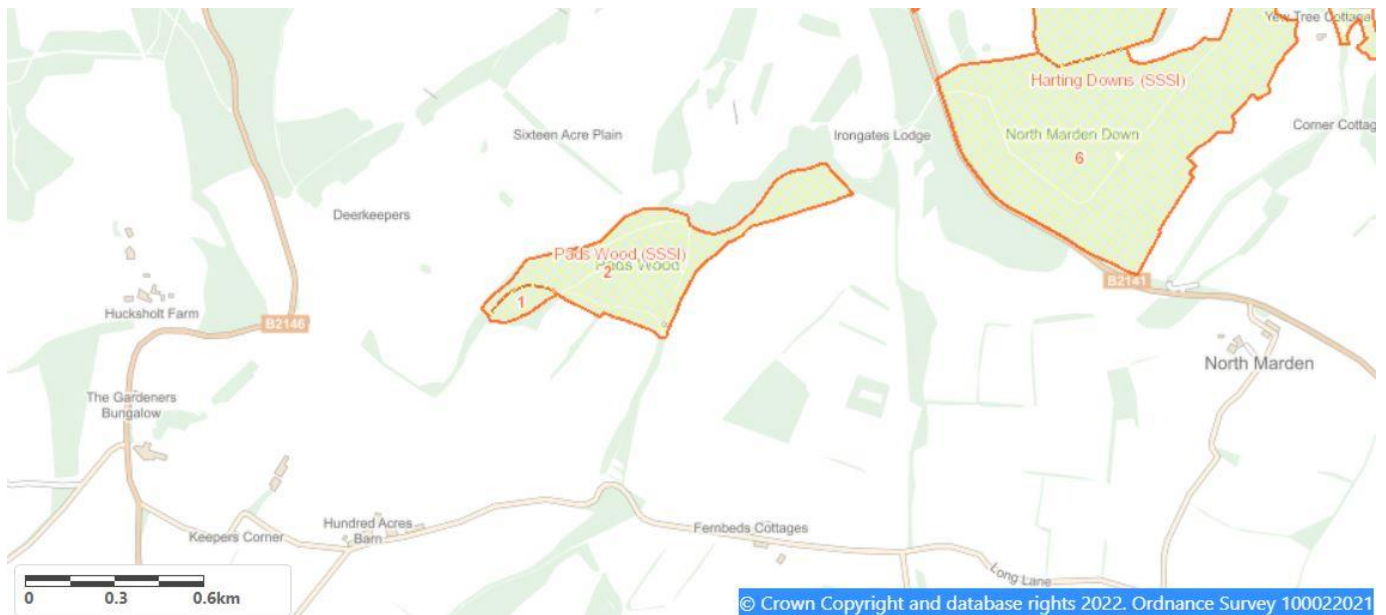 Yew Tree Cottage
Harting Downs (SSSI)
Sixteen Acre Plain
Irongates Lodge
North Marden Down
Corner Cottag
6
Deerkeepers
Pads Wood (SSSI)
Pads Wood
2
1
B2141
Hucksholt Farm
B2146
North Marden
The Gardeners
Bungalow
Hundred Acres
Barn
Keepers Corner
Fernbeds Cottages
Long Lane
0 0.3 0.6km
© Crown Copyright and database rights 2022. Ordnance Survey 100022021